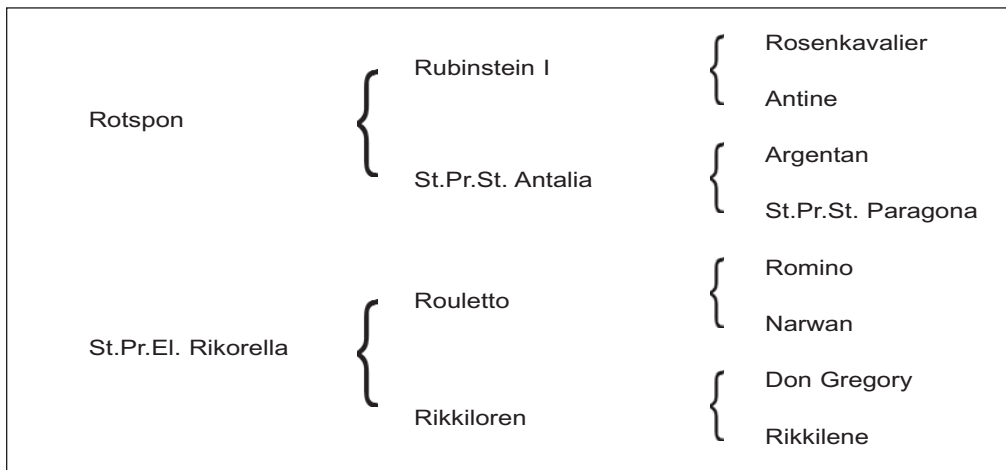 Rosenkavalier
Rubinstein I
Antine
Rotspon
Argentan
St.Pr.St. Antalia
St.Pr.St. Paragona
Romino
Rouletto
Narwan
St.Pr.El. Rikorella
Don Gregory
Rikkiloren
Rikkilene